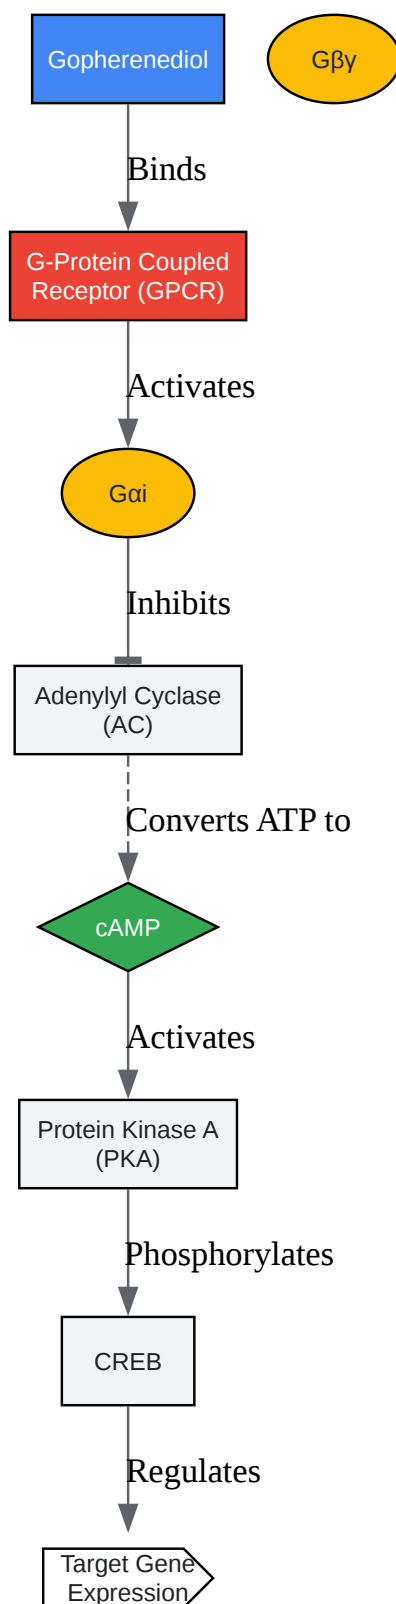 Gopherenediol
Gβγ
Binds
G-Protein Coupled
Receptor (GPCR)
Activates
Gαi
Inhibits
Adenylyl Cyclase
(AC)
Converts ATP to
cAMP
Activates
Protein Kinase A
(PKA)
Phosphorylates
CREB
Regulates
Target Gene
Expression